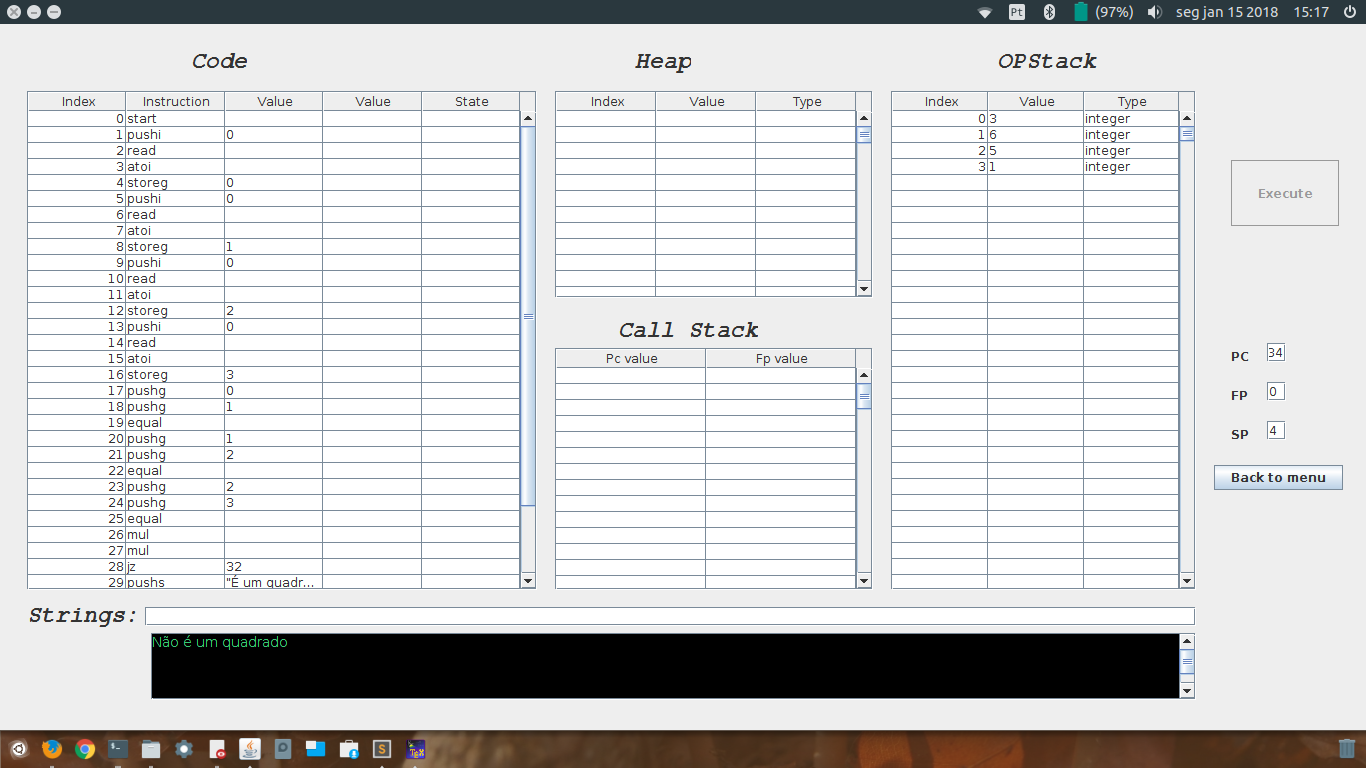 Pt (97%) seg jan 15 2018 15:17
Code
Index Instruction Value Value State
0 start
1 pushi 0
2 read
3 atoi
4 storeg 0
5 pushi 0
6 read
7 atoi
8 storeg 1
9 pushi 0
10 read
11 atoi
12 storeg 2
13 pushi 0
14 read
15 atoi
16 storeg 3
17 pushg 0
18 pushg 1
19 equal
20 pushg 1
21 pushg 2
22 equal
23 pushg 2
24 pushg 3
25 equal
26 mul
27 mul
28 jz 32
29 pushs "É um quadr...
Heap
Index Value Type
Call Stack
Pc value Fp value
OPStack
Index Value Type
0 3 integer
1 6 integer
2 5 integer
3 1 integer
Execute
PC 34
FP 0
SP 4
Back to menu
Strings:
Não é um quadrado